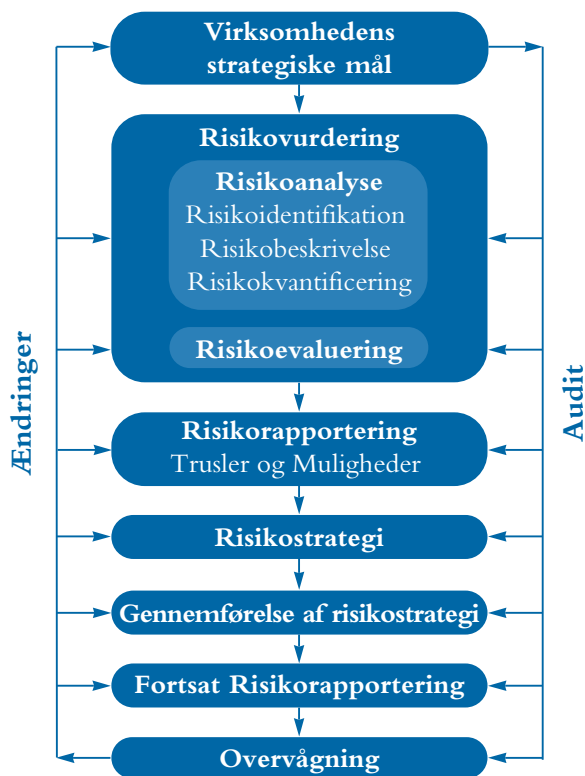 Virksomhedens
strategiske mål
Risikovurdering
Risikoanalyse
Risikoidentifikation
Risikobeskrivelse
Risikokvantificering
Risikoevaluering
Risikorapportering
Trusler og Muligheder
Risikostrategi
Gennemførelse af risikostrategi
Fortsat Risikorapportering
Overvågning
Ændringer
Audit